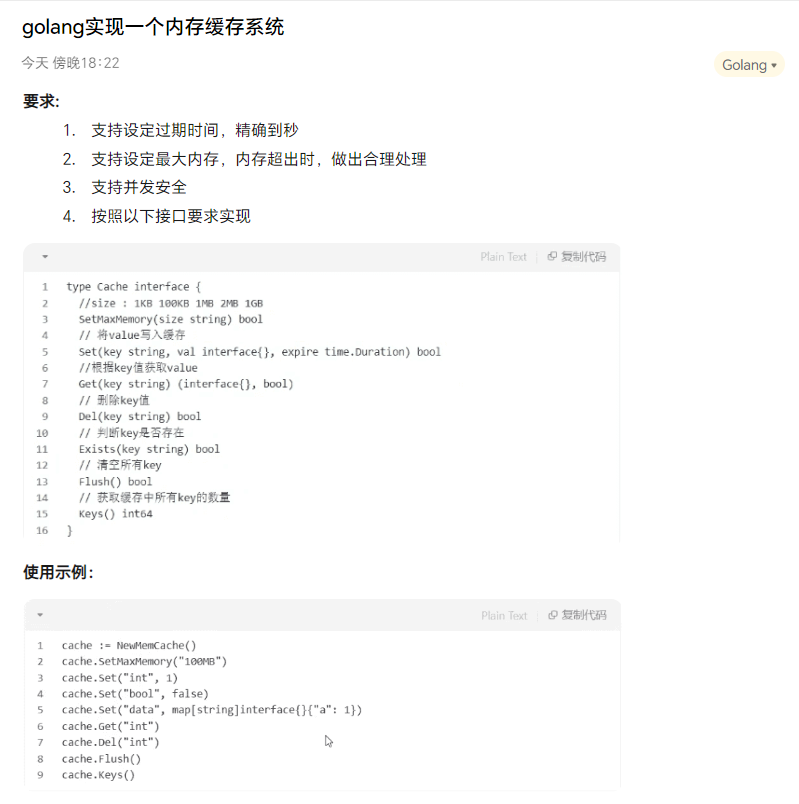 golang实现一个内存缓存系统
今天 傍晚18:22
Golang
要求:
1. 支持设定过期时间，精确到秒
2. 支持设定最大内存，内存超出时，做出合理处理
3. 支持并发安全
4. 按照以下接口要求实现
Plain Text 复制代码
1 type Cache interface {
2 //size : 1KB 100KB 1MB 2MB 1GB
3 SetMaxMemory(size string) bool
4 // 将value写入缓存
5 Set(key string, val interface{}, expire time.Duration) bool
6 //根据key值获取value
7 Get(key string) (interface{}, bool)
8 // 删除key值
9 Del(key string) bool
10 // 判断key是否存在
11 Exists(key string) bool
12 // 清空所有key
13 Flush() bool
14 // 获取缓存中所有key的数量
15 Keys() int64
16 }
使用示例：
Plain Text 复制代码
1 cache := NewMemCache()
2 cache.SetMaxMemory("100MB")
3 cache.Set("int", 1)
4 cache.Set("bool", false)
5 cache.Set("data", map[string]interface{}{"a": 1})
6 cache.Get("int")
7 cache.Del("int")
8 cache.Flush()
9 cache.Keys()